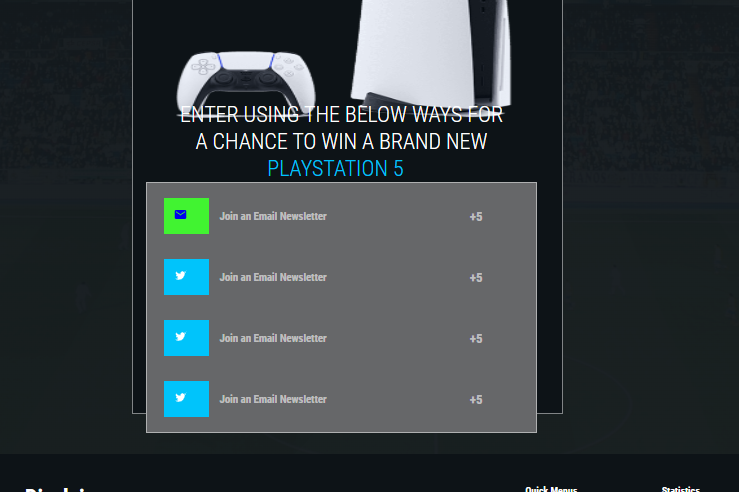 ENTER USING THE BELOW WAYS FOR
A CHANCE TO WIN A BRAND NEW
PLAYSTATION 5
Join an Email Newsletter +5
Join an Email Newsletter +5
Join an Email Newsletter +5
Join an Email Newsletter +5
Quick Menus Statistics